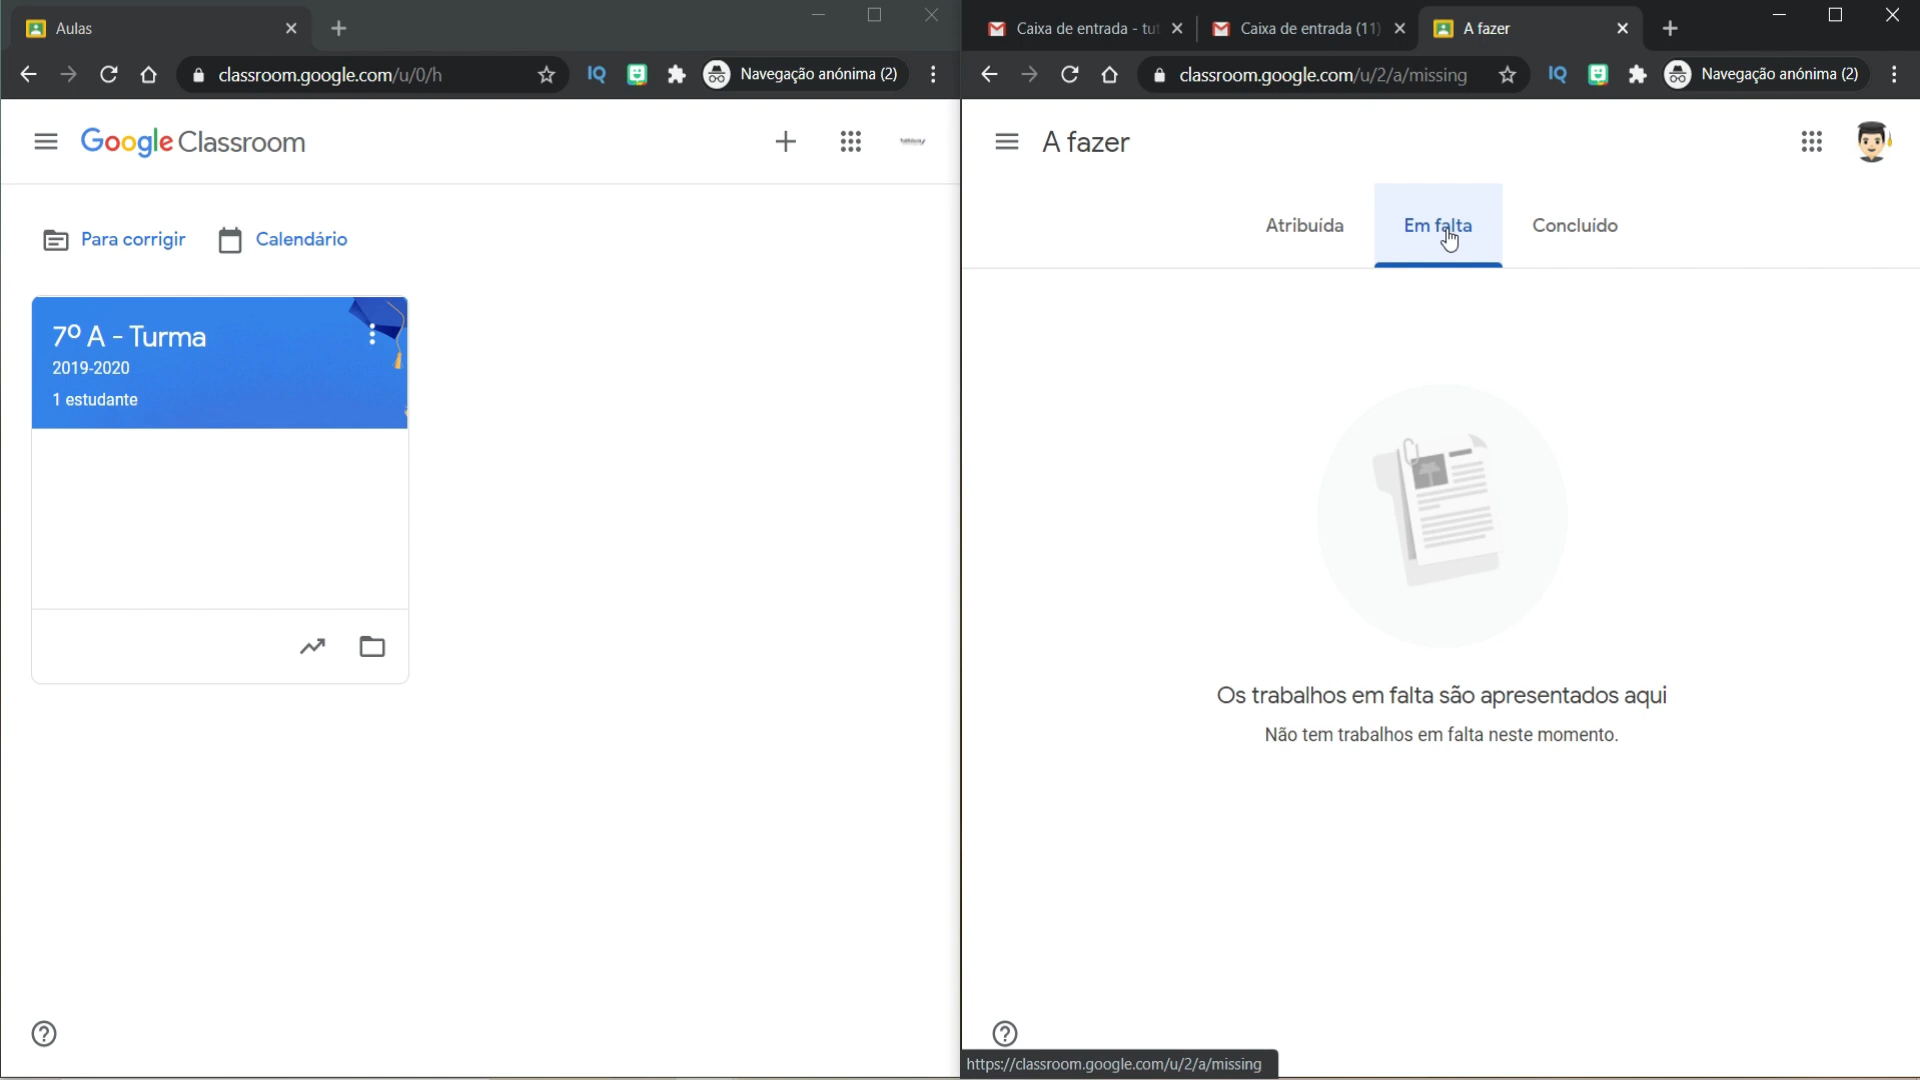 Aulas
classroom.google.com/u/0/h
IQ
Navegação anónima (2)
Google Classroom
Para corrigir
Calendário
7º A - Turma
2019-2020
1 estudante
Caixa de entrada - tut
Caixa de entrada (11)
A fazer
classroom.google.com/u/2/a/missing
IQ
Navegação anónima (2)
A fazer
Atribuída
Em falta
Concluído
Os trabalhos em falta são apresentados aqui
Não tem trabalhos em falta neste momento.
https://classroom.google.com/u/2/a/missing